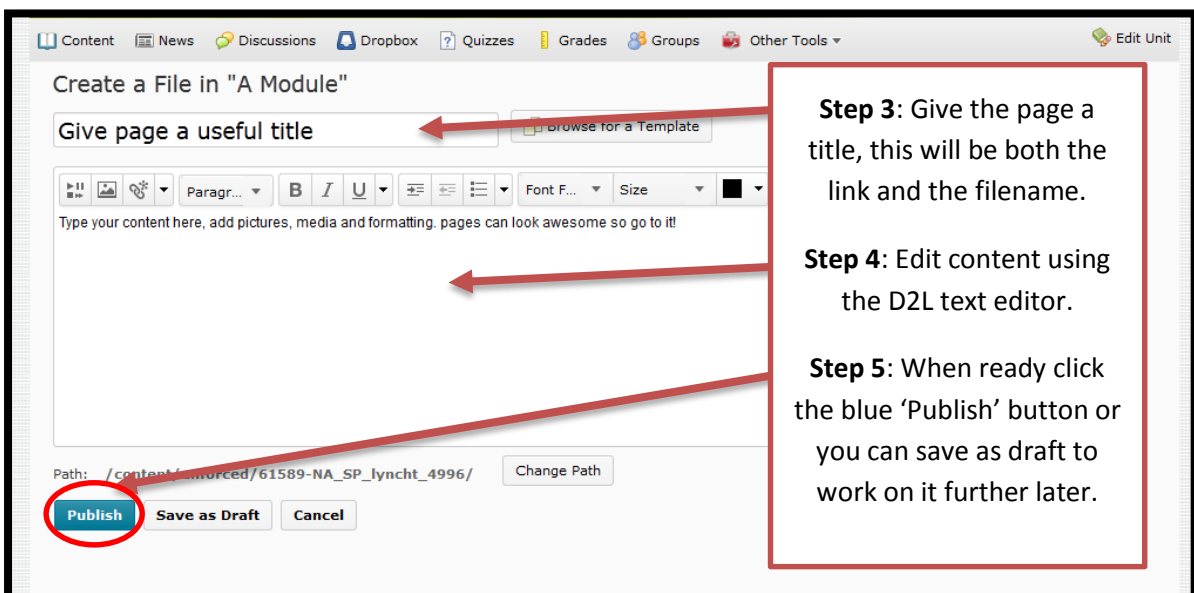 Content News Discussions Dropbox Quizzes Grades Groups Other Tools Edit Unit
Create a File in "A Module"
Give page a useful title
Browse for a Template
Paragr... B I U Font F... Size
Type your content here, add pictures, media and formatting. pages can look awesome so go to it!
Path: /content/enforced/61589-NA_SP_lyncht_4996/ Change Path
Publish Save as Draft Cancel
Step 3: Give the page a
title, this will be both the
link and the filename.
Step 4: Edit content using
the D2L text editor.
Step 5: When ready click
the blue ‘Publish’ button or
you can save as draft to
work on it further later.